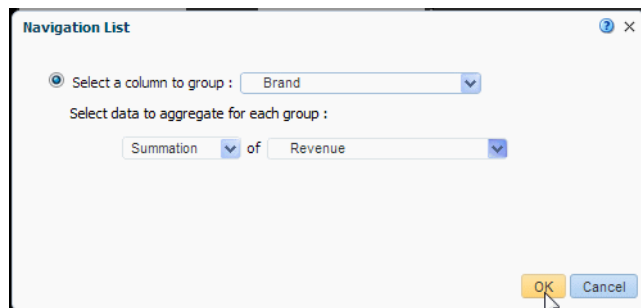 Navigation List
Select a column to group : Brand
Select data to aggregate for each group :
Summation of Revenue
OK Cancel